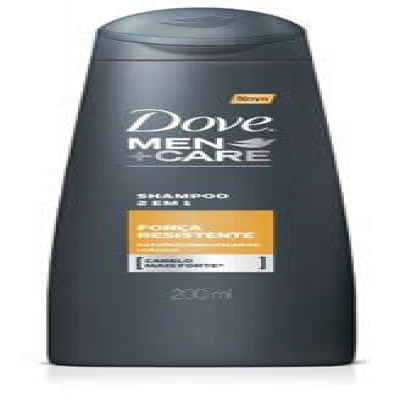 Novo
Dove
MEN
+CARE
SHAMPOO
2 EM 1
FORÇA
RESISTENTE
CABELO
MAIS FORTE*
200 ml